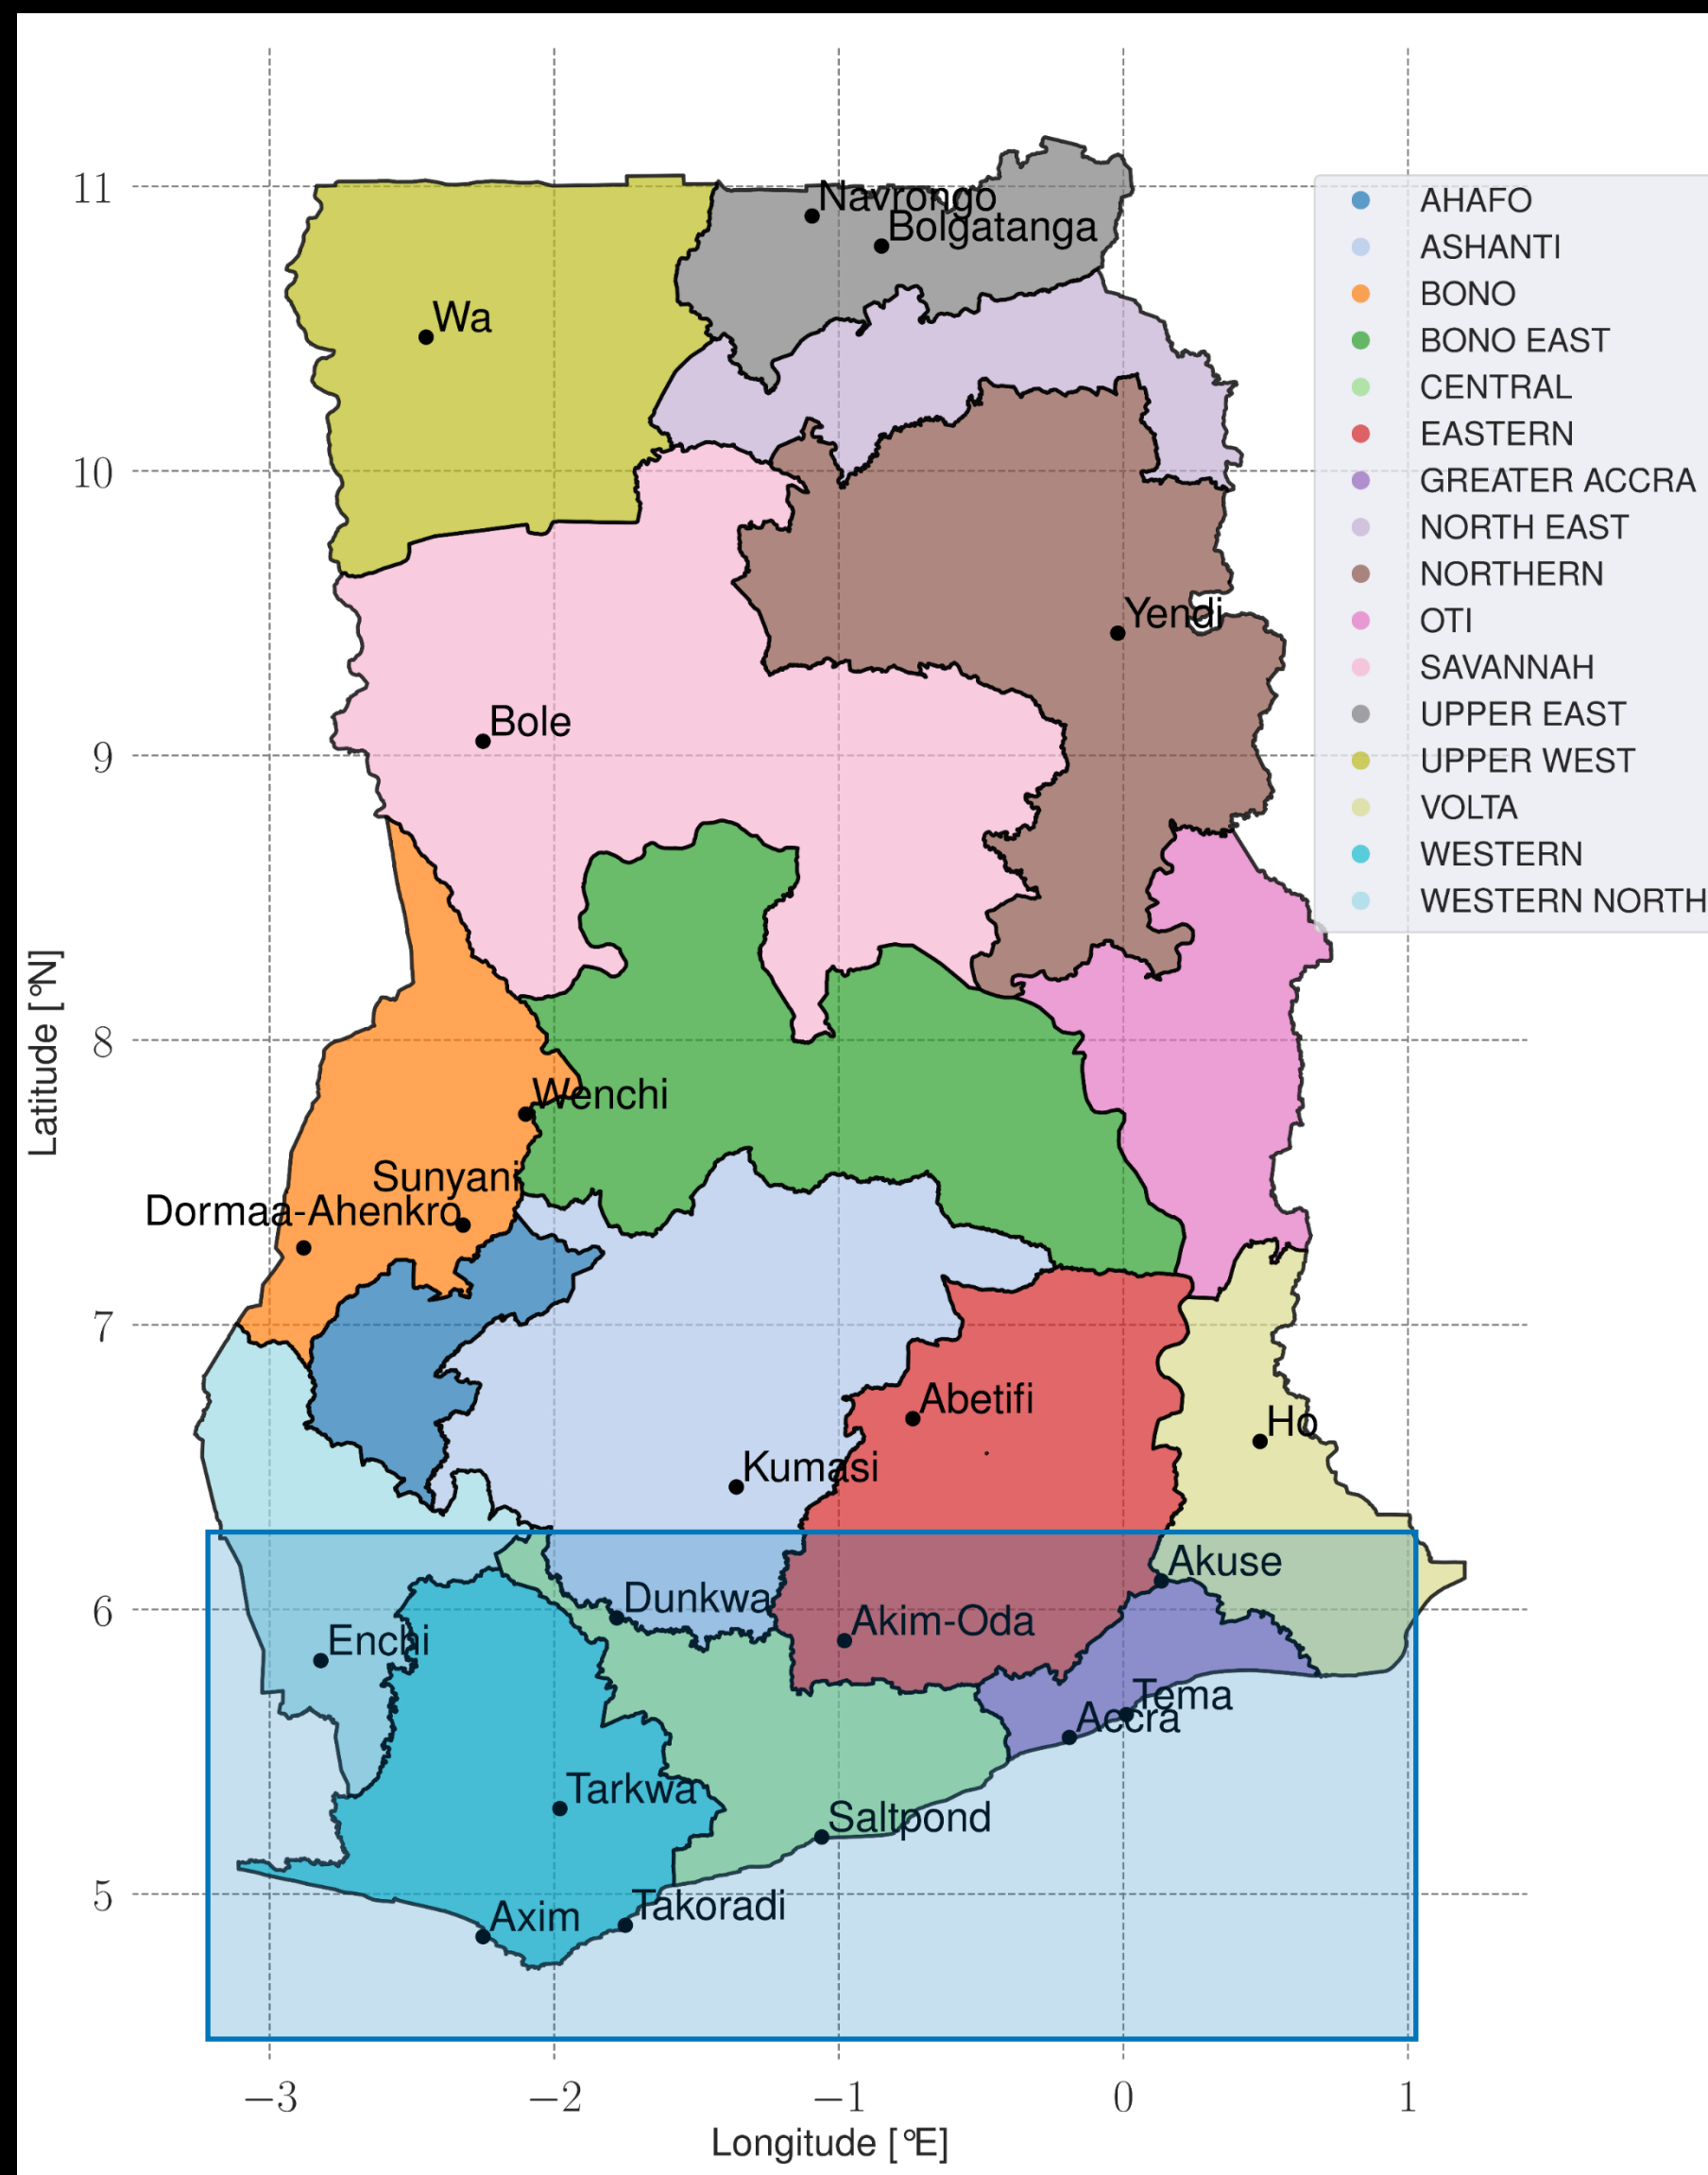 11
10
9
8
7
6
5
Latitude [°N]
−3
−2
−1
0
1
Longitude [°E]
Navrongo
Bolgatanga
Wa
Yendi
Bole
Wenchi
Sunyani
Dormaa-Ahenkro
Abetifi
Ho
Kumasi
Akuse
Dunkwa
Akim-Oda
Enchi
Tema
Accra
Tarkwa
Saltpond
Takoradi
Axim
AHAFO
ASHANTI
BONO
BONO EAST
CENTRAL
EASTERN
GREATER ACCRA
NORTH EAST
NORTHERN
OTI
SAVANNAH
UPPER EAST
UPPER WEST
VOLTA
WESTERN
WESTERN NORTH